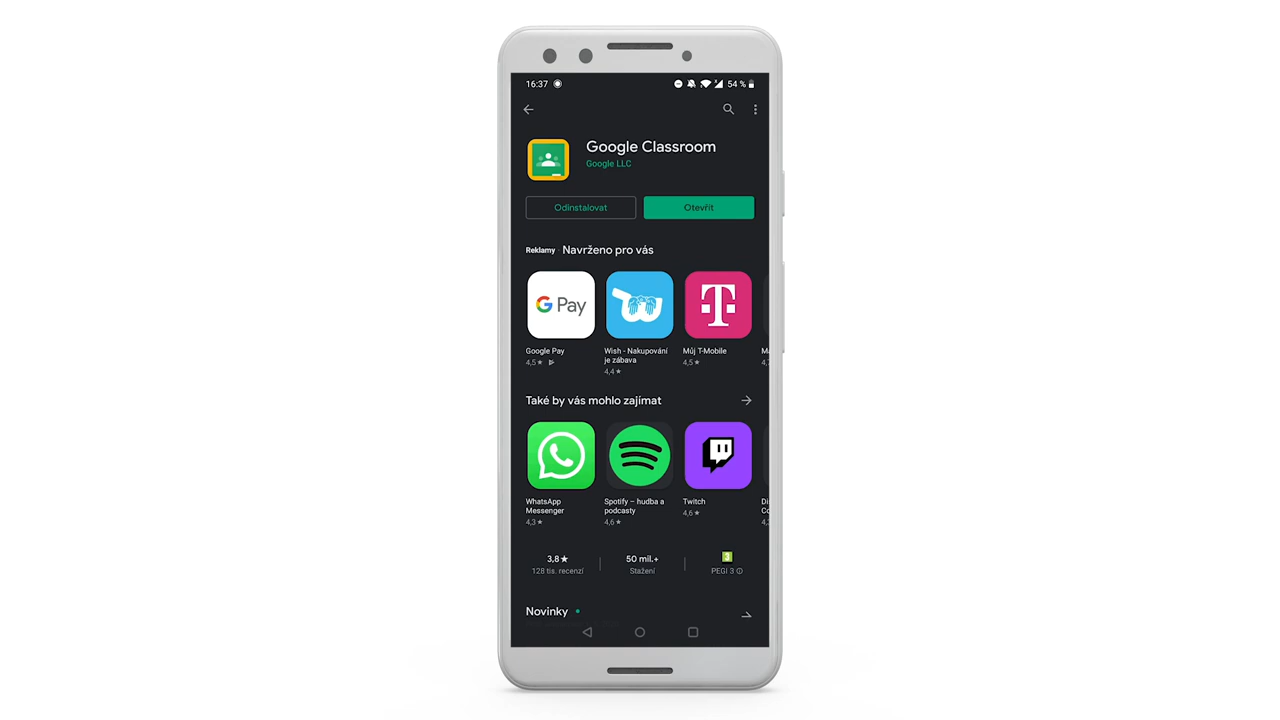 16:37 54 %
Google Classroom
Google LLC
Odinstalovat Otevřít
Reklamy · Navrženo pro vás
G Pay
Google Pay Wish - Nakupování Můj T-Mobile
je zábava
4,5★ 4,4★ 4,5★
Také by vás mohlo zajímat
WhatsApp Spotify – hudba a Twitch
Messenger podcasty
4,3★ 4,6★ 4,6★
3,8★ 50 mil.+ 3
128 tis. recenzí Stažení PEGI 3
Novinky